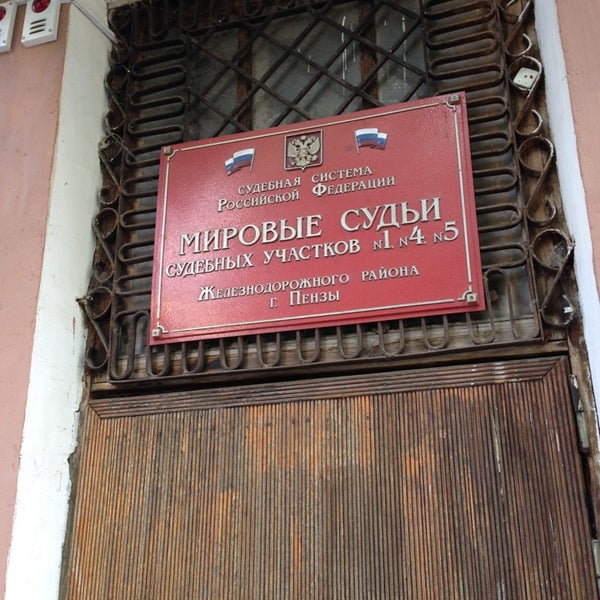 Судебная система
Российской Федерации
Мировые судьи
судебных участков №1, №4, №5
Железнодорожного района
г. Пензы